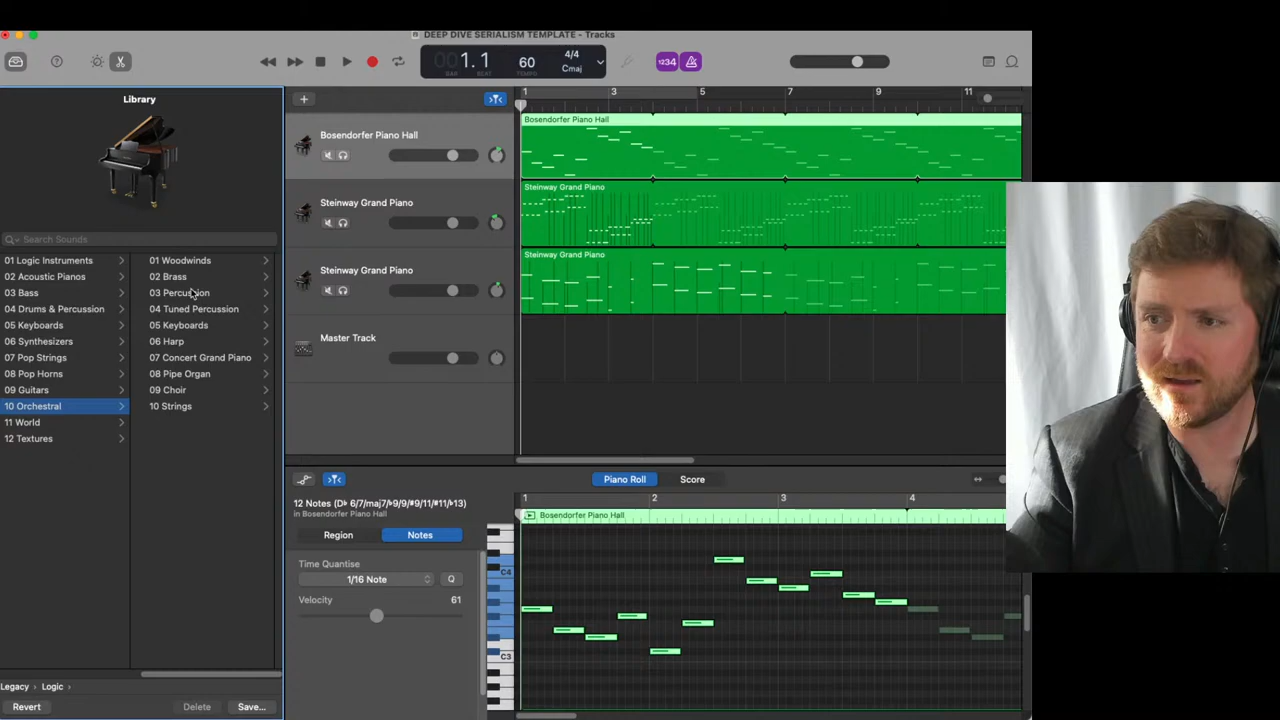 DEEP DIVE SERIALISM TEMPLATE - Tracks
001.1
BAR BEAT
60
TEMPO
4/4
Cmaj
1234
Library
Search Sounds
01 Logic Instruments
02 Acoustic Pianos
03 Bass
04 Drums & Percussion
05 Keyboards
06 Synthesizers
07 Pop Strings
08 Pop Horns
09 Guitars
10 Orchestral
11 World
12 Textures
01 Woodwinds
02 Brass
03 Percussion
04 Tuned Percussion
05 Keyboards
06 Harp
07 Concert Grand Piano
08 Pipe Organ
09 Choir
10 Strings
Legacy > Logic >
Revert
Delete
Save...
1 3 5 7 9 11
Bosendorfer Piano Hall
Steinway Grand Piano
Steinway Grand Piano
Master Track
Bosendorfer Piano Hall
Steinway Grand Piano
Steinway Grand Piano
Piano Roll
Score
12 Notes (D♭ 6/7/maj7/♭9/9/#9/11/#11/♭13)
in Bosendorfer Piano Hall
Region
Notes
Time Quantise
1/16 Note
Q
Velocity
61
1 2 3 4
Bosendorfer Piano Hall
C4
C3